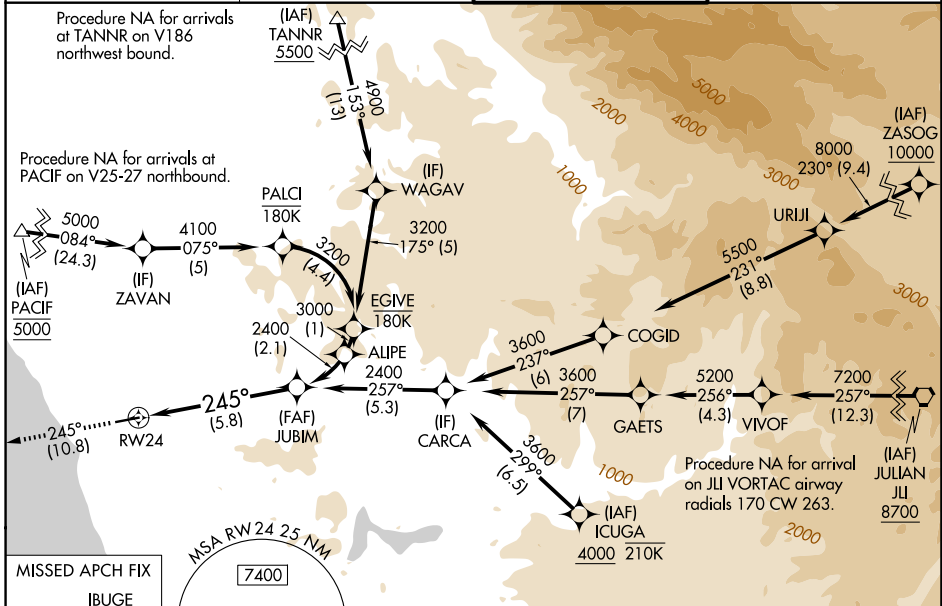 Procedure NA for arrivals
at TANNR on V186
northwest bound.
(IAF)
TANNR
5500
4900
153°
(13)
5000
4000
2000
3000
1000
(IAF)
ZASOG
10000
8000
230° (9.4)
Procedure NA for arrivals at
PACIF on V25-27 northbound.
(IF)
WAGAV
PALCI
180K
3200
175° (5)
URIJI
5000
084°
(24.3)
4100
075°
(5)
3200
(4.4)
5500
231°
(8.8)
3000
(IAF)
PACIF
5000
(IF)
ZAVAN
EGIVE
180K
3000
(1)
2400
(2.1)
ALIPE
COGID
3600
237°
(6)
2400
257°
(5.3)
3600
257°
(7)
5200
256°
(4.3)
7200
257°
(12.3)
245°
(5.8)
(FAF)
JUBIM
(IF)
CARCA
GAETS
VIVOF
RW24
245°
(10.8)
(IAF)
JULIAN
JLI
8700
3600
299°
(6.5)
1000
Procedure NA for arrival
on JLI VORTAC airway
radials 170 CW 263.
2000
(IAF)
ICUGA
4000 210K
MSA RW24 25 NM
7400
MISSED APCH FIX
IBUGE